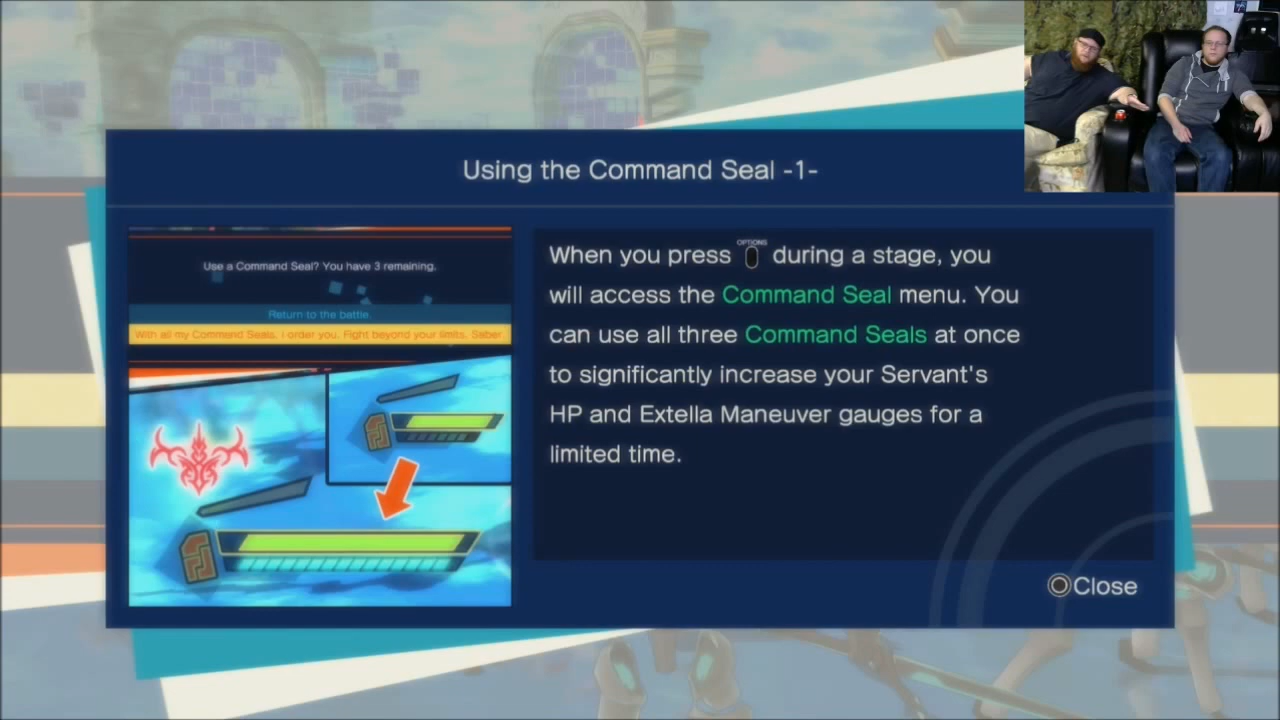 Using the Command Seal -1-
Use a Command Seal? You have 3 remaining.
Return to the battle.
With all my Command Seals, I order you. Fight beyond your limits. Saber.
When you press OPTIONS during a stage, you
will access the Command Seal menu. You
can use all three Command Seals at once
to significantly increase your Servant's
HP and Extella Maneuver gauges for a
limited time.
Close